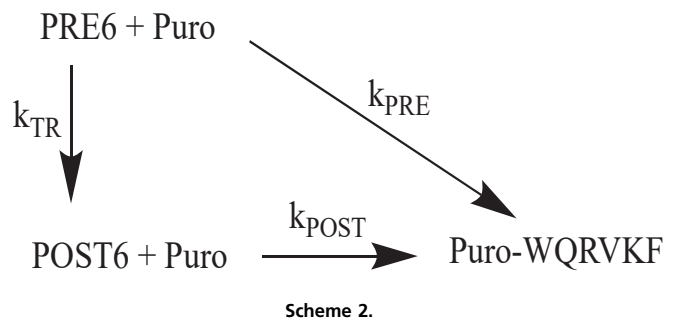 PRE6 + Puro
k_PRE
k_TR
k_POST
POST6 + Puro
Puro-WQRVKF
Scheme 2.